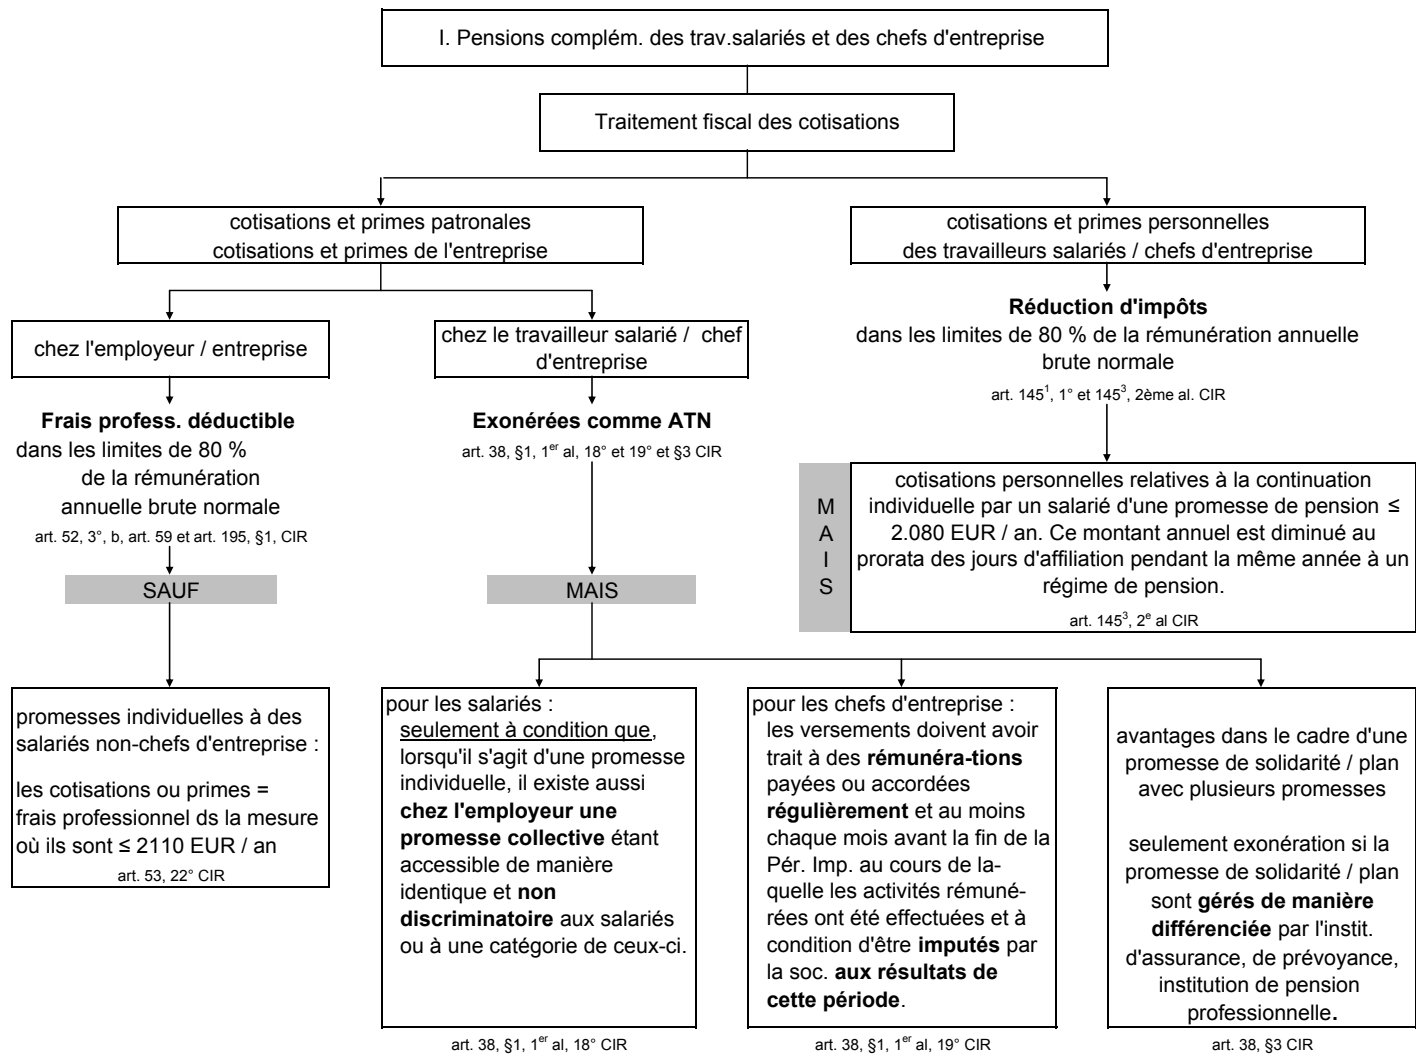 I. Pensions complém. des trav.salariés et des chefs d'entreprise
Traitement fiscal des cotisations
cotisations et primes patronales
cotisations et primes de l'entreprise
cotisations et primes personnelles
des travailleurs salariés / chefs d'entreprise
chez l'employeur / entreprise
chez le travailleur salarié / chef
d'entreprise
Réduction d'impôts
dans les limites de 80 % de la rémunération annuelle
brute normale
art. 145¹, 1° et 145³, 2ème al. CIR
Frais profess. déductible
dans les limites de 80 %
de la rémunération
annuelle brute normale
art. 52, 3°, b, art. 59 et art. 195, §1, CIR
SAUF
Exonérées comme ATN
art. 38, §1, 1er al, 18° et 19° et §3 CIR
MAIS
M
A
I
S
cotisations personnelles relatives à la continuation
individuelle par un salarié d'une promesse de pension ≤
2.080 EUR / an. Ce montant annuel est diminué au
prorata des jours d'affiliation pendant la même année à un
régime de pension.
art. 145³, 2e al CIR
promesses individuelles à des
salariés non-chefs d'entreprise :
les cotisations ou primes =
frais professionnel ds la mesure
où ils sont ≤ 2110 EUR / an
art. 53, 22° CIR
pour les salariés :
seulement à condition que,
lorsqu'il s'agit d'une promesse
individuelle, il existe aussi
chez l'employeur une
promesse collective étant
accessible de manière
identique et non
discriminatoire aux salariés
ou à une catégorie de ceux-ci.
art. 38, §1, 1er al, 18° CIR
pour les chefs d'entreprise :
les versements doivent avoir
trait à des rémunéra-tions
payées ou accordées
régulièrement et au moins
chaque mois avant la fin de la
Pér. Imp. au cours de la-
quelle les activités rémuné-
rées ont été effectuées et à
condition d'être imputés par
la soc. aux résultats de
cette période.
art. 38, §1, 1er al, 19° CIR
avantages dans le cadre d'une
promesse de solidarité / plan
avec plusieurs promesses
seulement exonération si la
promesse de solidarité / plan
sont gérés de manière
différenciée par l'instit.
d'assurance, de prévoyance,
institution de pension
professionnelle.
art. 38, §3 CIR